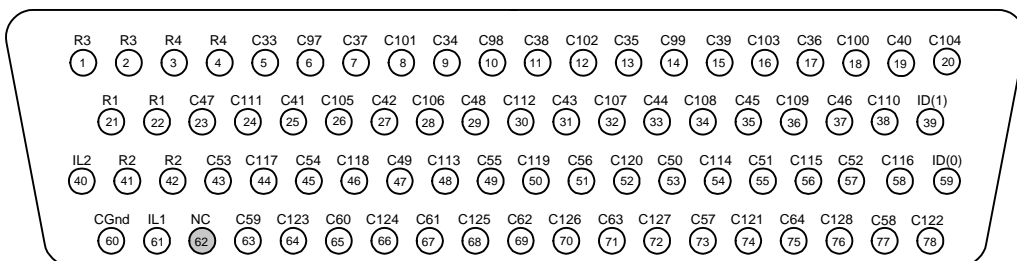 R3 R3 R4 R4 C33 C97 C37 C101 C34 C98 C38 C102 C35 C99 C39 C103 C36 C100 C40 C104
1 2 3 4 5 6 7 8 9 10 11 12 13 14 15 16 17 18 19 20
R1 R1 C47 C111 C41 C105 C42 C106 C48 C112 C43 C107 C44 C108 C45 C109 C46 C110 ID(1)
21 22 23 24 25 26 27 28 29 30 31 32 33 34 35 36 37 38 39
IL2 R2 R2 C53 C117 C54 C118 C49 C113 C55 C119 C56 C120 C50 C114 C51 C115 C52 C116 ID(0)
40 41 42 43 44 45 46 47 48 49 50 51 52 53 54 55 56 57 58 59
CGnd IL1 NC C59 C123 C60 C124 C61 C125 C62 C126 C63 C127 C57 C121 C64 C128 C58 C122
60 61 62 63 64 65 66 67 68 69 70 71 72 73 74 75 76 77 78